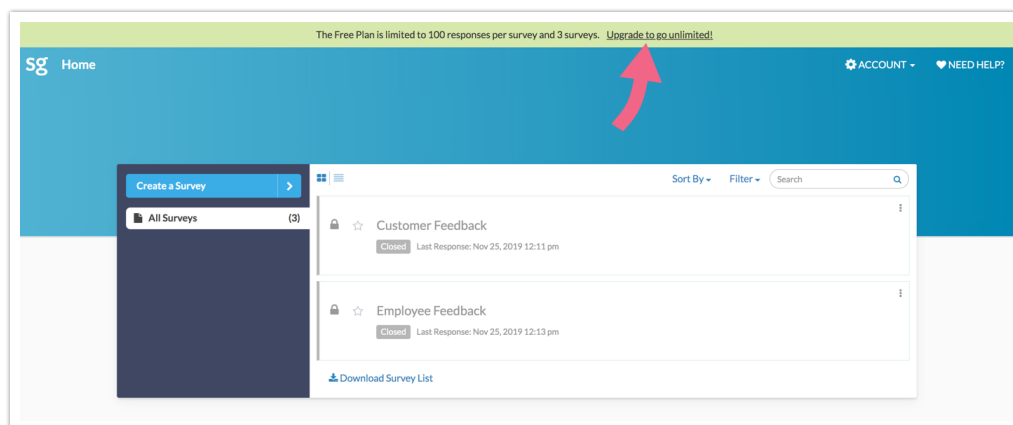 The Free Plan is limited to 100 responses per survey and 3 surveys. Upgrade to go unlimited!
sg Home
ACCOUNT
NEED HELP?
Create a Survey
All Surveys (3)
Sort By
Filter
Search
Customer Feedback
Closed Last Response: Nov 25, 2019 12:11 pm
Employee Feedback
Closed Last Response: Nov 25, 2019 12:13 pm
Download Survey List